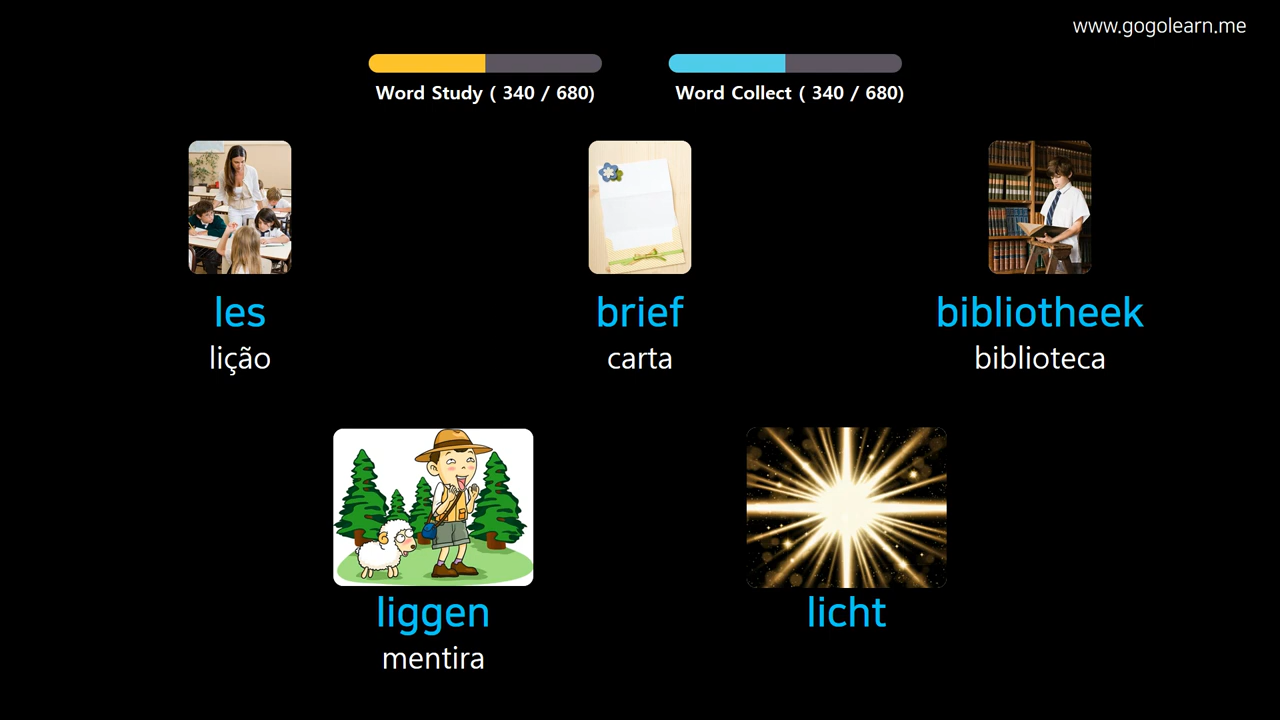 www.gogolearn.me
Word Study ( 340 / 680)
Word Collect ( 340 / 680)
les
lição
brief
carta
bibliotheek
biblioteca
liggen
mentira
licht